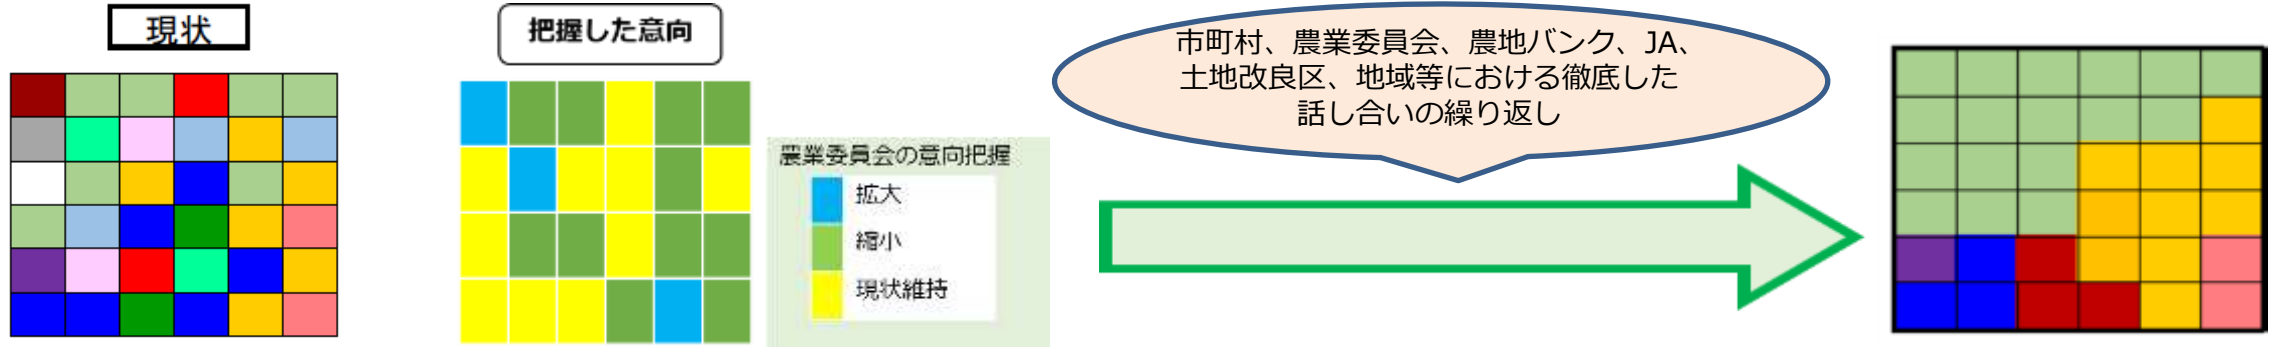 現状
把握した意向
農業委員会の意向把握
拡大
縮小
現状維持
市町村、農業委員会、農地バンク、JA、
土地改良区、地域等における徹底した
話し合いの繰り返し